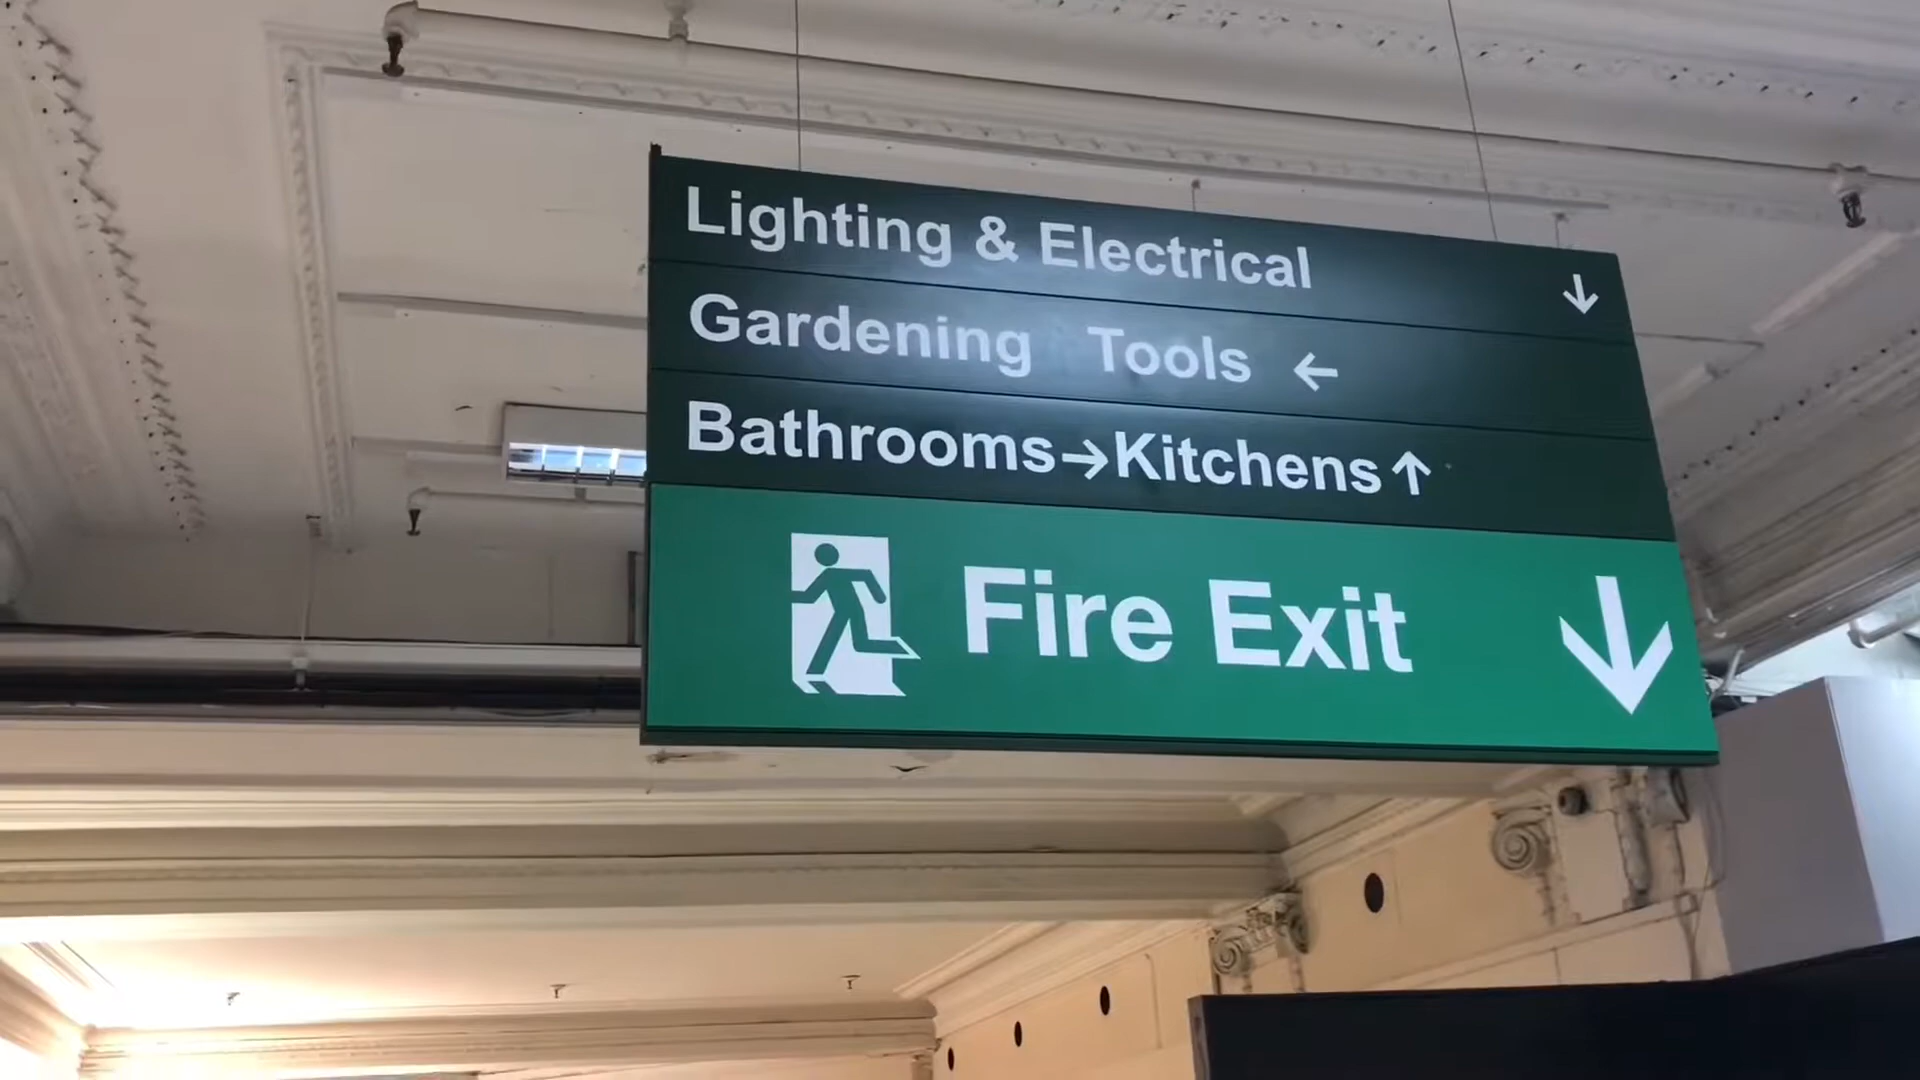 Lighting & Electrical ↓
Gardening Tools ←
Bathrooms→Kitchens↑
Fire Exit ↓